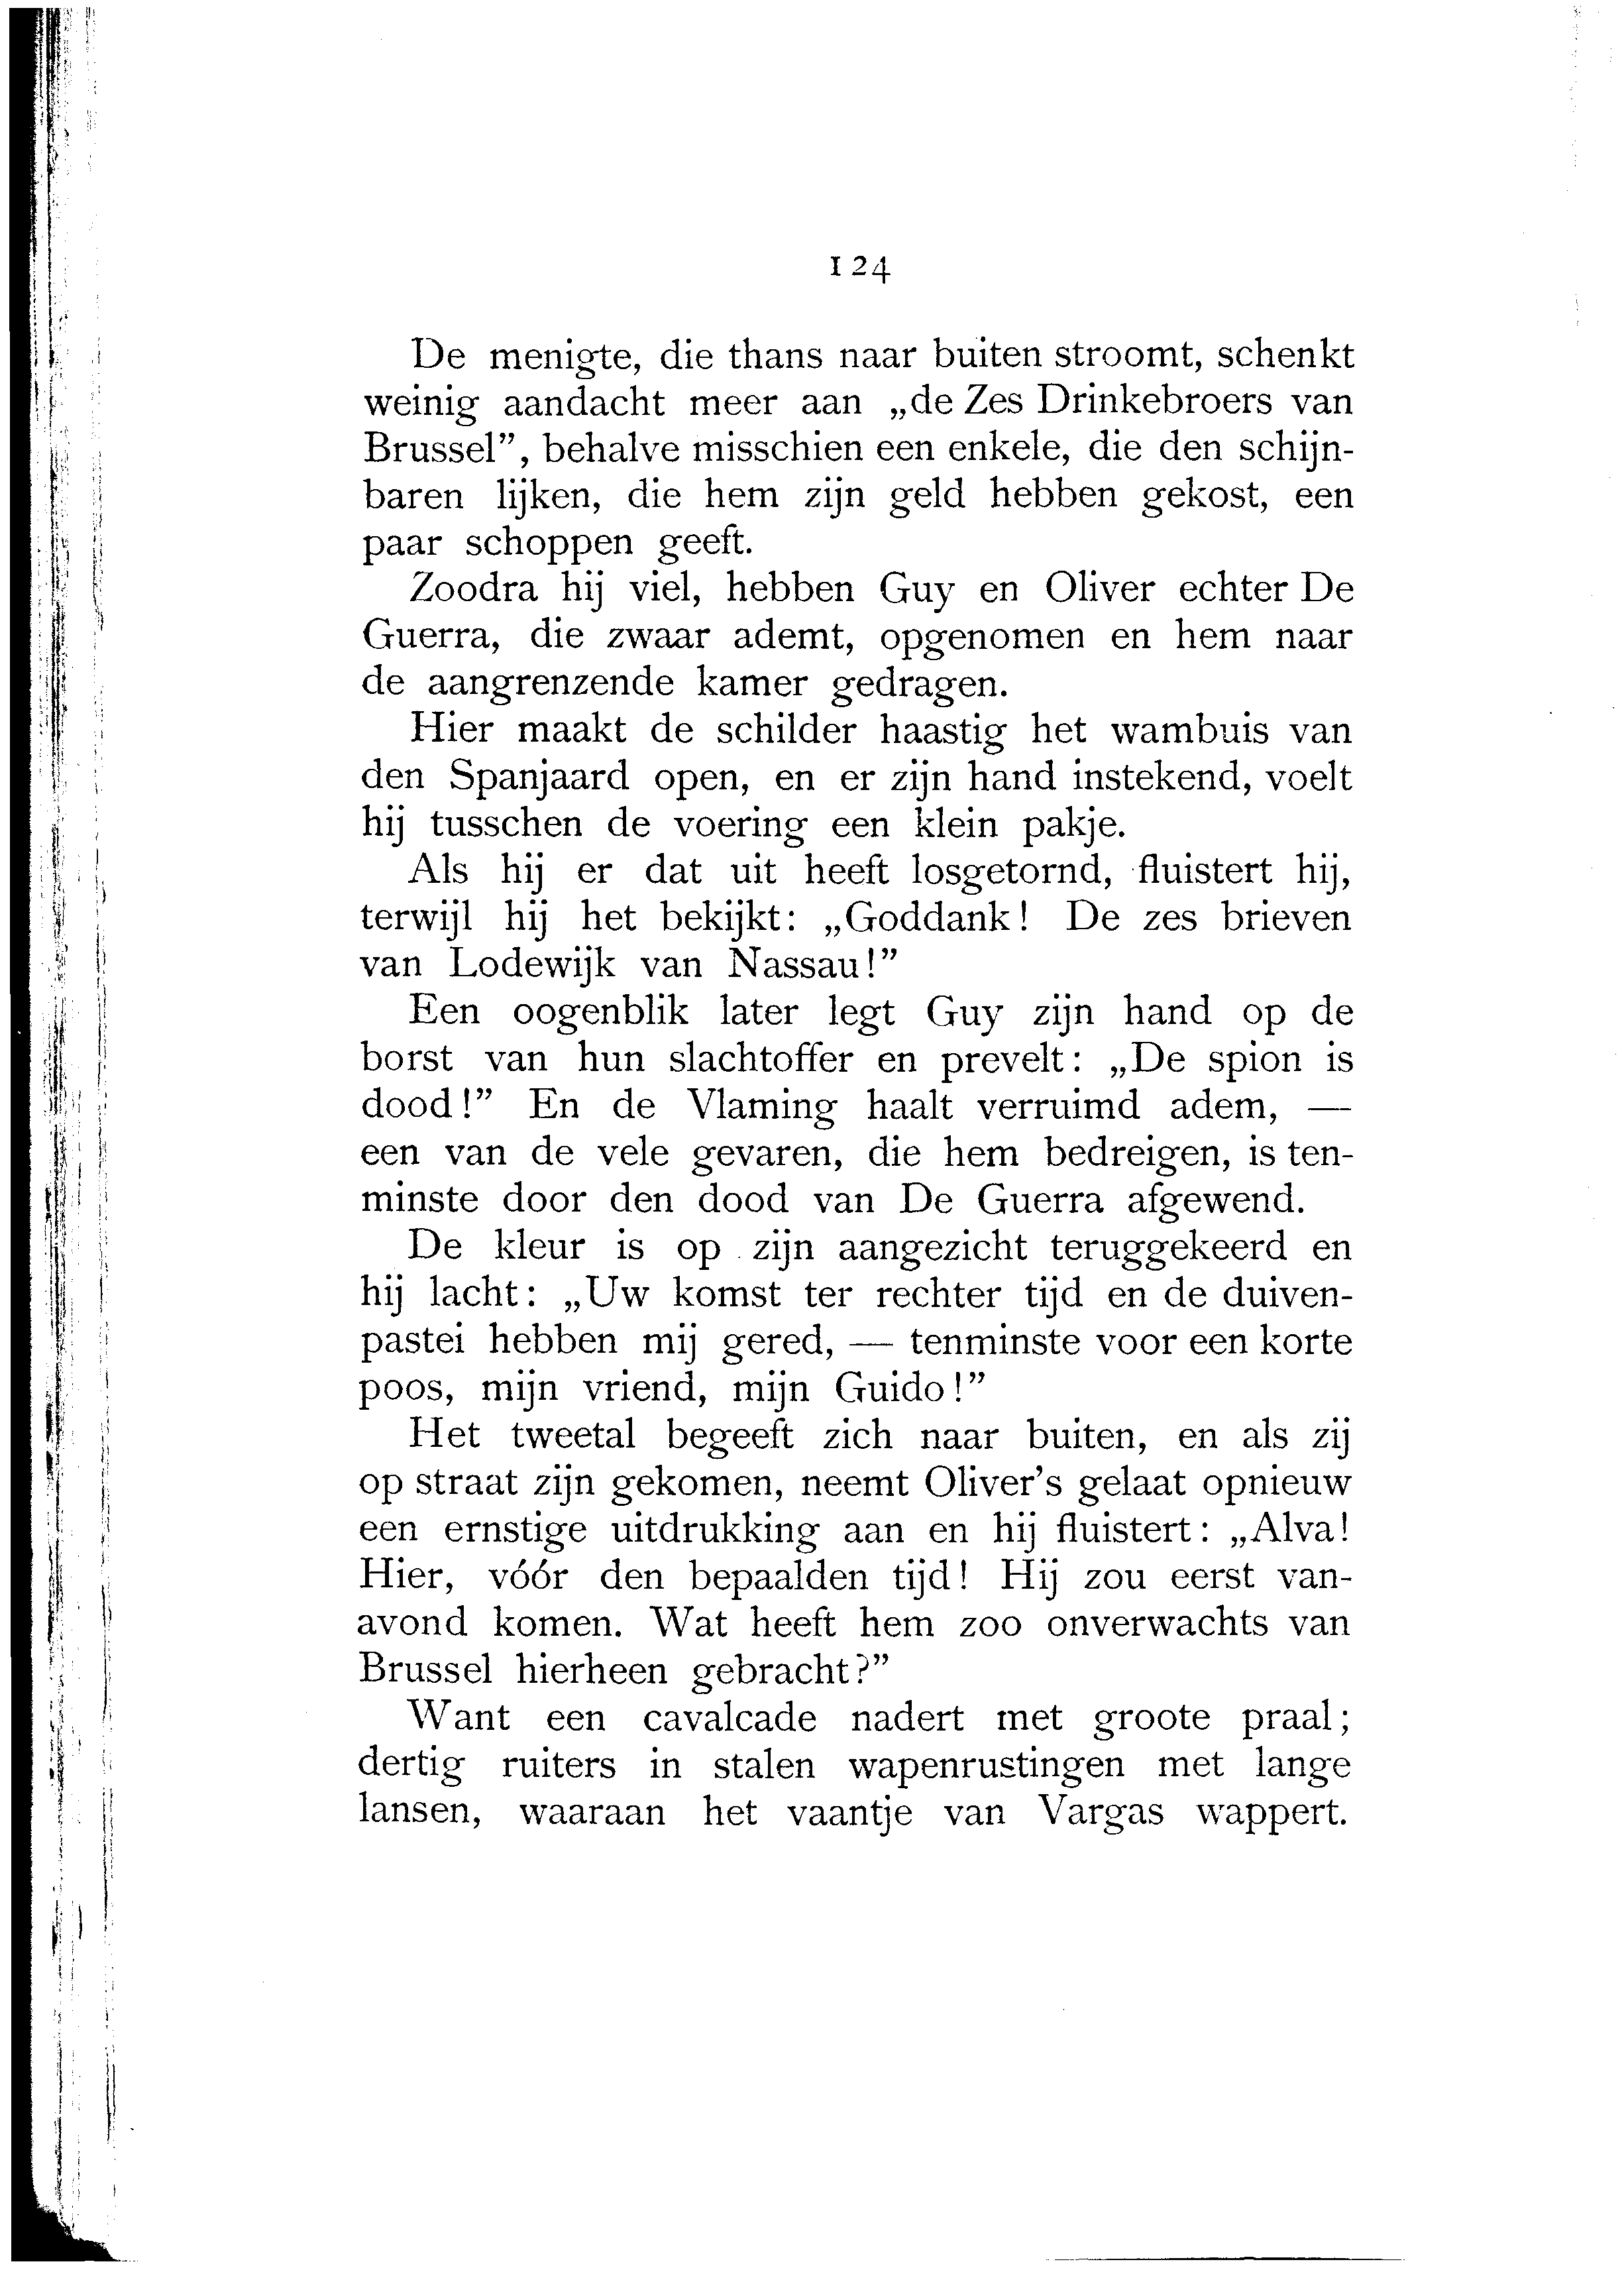 124
De menigte, die thans naar buiten stroomt, schenkt
weinig aandacht meer aan „de Zes Drinkebroers van
Brussel”, behalve misschien een enkele, die den schijn-
baren lijken, die hem zijn geld hebben gekost, een
paar schoppen geeft.
Zoodra hij viel, hebben Guy en Oliver echter De
Guerra, die zwaar ademt, opgenomen en hem naar
de aangrenzende kamer gedragen.
Hier maakt de schilder haastig het wambuis van
den Spanjaard open, en er zijn hand instekend, voelt
hij tusschen de voering een klein pakje.
Als hij er dat uit heeft losgetornd, fluistert hij,
terwijl hij het bekijkt: „Goddank! De zes brieven
van Lodewijk van Nassau!”
Een oogenblik later legt Guy zijn hand op de
borst van hun slachtoffer en prevelt: „De spion is
dood!” En de Vlaming haalt verruimd adem, —
een van de vele gevaren, die hem bedreigen, is ten-
minste door den dood van De Guerra afgewend.
De kleur is op zijn aangezicht teruggekeerd en
hij lacht: „Uw komst ter rechter tijd en de duiven-
pastei hebben mij gered, — tenminste voor een korte
poos, mijn vriend, mijn Guido!”
Het tweetal begeeft zich naar buiten, en als zij
op straat zijn gekomen, neemt Oliver's gelaat opnieuw
een ernstige uitdrukking aan en hij fluistert: „Alva!
Hier, vóór den bepaalden tijd! Hij zou eerst van-
avond komen. Wat heeft hem zoo onverwachts van
Brussel hierheen gebracht?”
Want een cavalcade nadert met groote praal;
dertig ruiters in stalen wapenrustingen met lange
lansen, waaraan het vaantje van Vargas wappert.